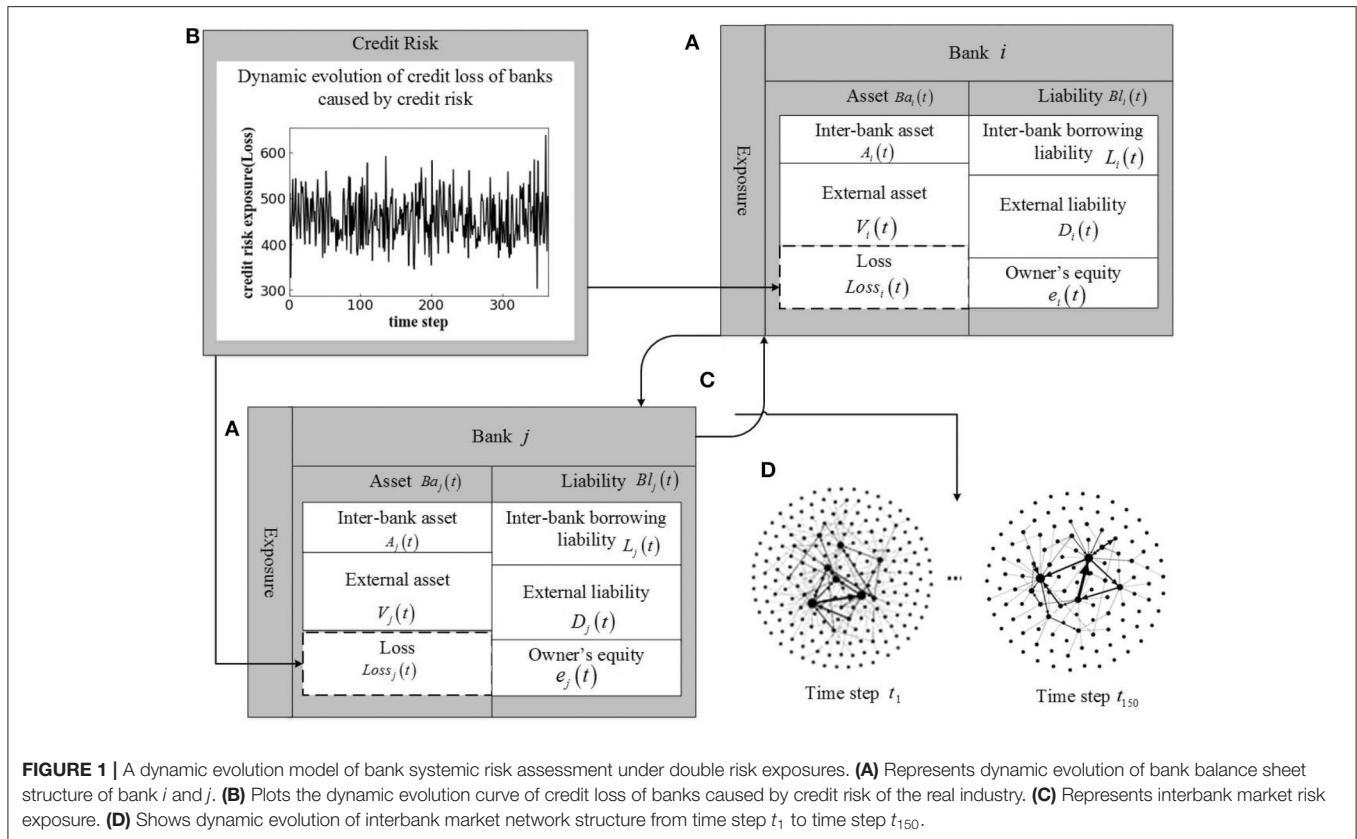 B
Credit Risk
Dynamic evolution of credit loss of banks
caused by credit risk
credit risk exposure(Loss)
600
500
400
300
0
100
200
300
time step
A
Exposure
Bank i
Asset Ba_i(t)
Liability Bl_i(t)
Inter-bank asset
A_i(t)
Inter-bank borrowing
liability L_i(t)
External asset
V_i(t)
External liability
D_i(t)
Loss
Loss_i(t)
Owner's equity
e_i(t)
C
A
Exposure
Bank j
Asset Ba_j(t)
Liability Bl_j(t)
Inter-bank asset
A_j(t)
Inter-bank borrowing
liability L_j(t)
External asset
V_j(t)
External liability
D_j(t)
Loss
Loss_j(t)
Owner's equity
e_j(t)
D
...
Time step t_1
Time step t_150
FIGURE 1 | A dynamic evolution model of bank systemic risk assessment under double risk exposures. (A) Represents dynamic evolution of bank balance sheet
structure of bank i and j. (B) Plots the dynamic evolution curve of credit loss of banks caused by credit risk of the real industry. (C) Represents interbank market risk
exposure. (D) Shows dynamic evolution of interbank market network structure from time step t_1 to time step t_150.